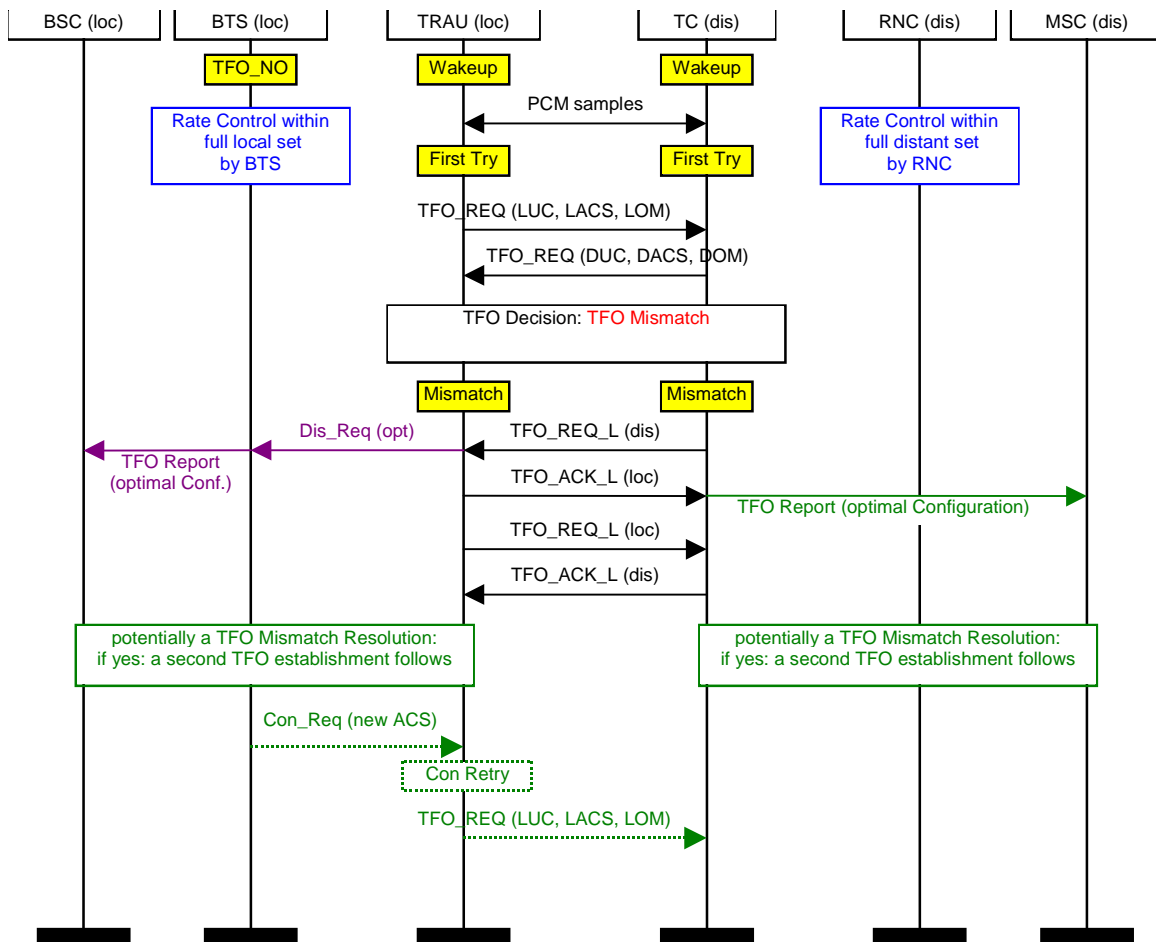 BSC (loc)
BTS (loc)
TRAU (loc)
TC (dis)
RNC (dis)
MSC (dis)
TFO_NO
Wakeup
Wakeup
PCM samples
Rate Control within
full local set
by BTS
Rate Control within
full distant set
by RNC
First Try
First Try
TFO_REQ (LUC, LACS, LOM)
TFO_REQ (DUC, DACS, DOM)
TFO Decision: TFO Mismatch
Mismatch
Mismatch
Dis_Req (opt)
TFO_REQ_L (dis)
TFO Report
(optimal Conf.)
TFO_ACK_L (loc)
TFO Report (optimal Configuration)
TFO_REQ_L (loc)
TFO_ACK_L (dis)
potentially a TFO Mismatch Resolution:
if yes: a second TFO establishment follows
potentially a TFO Mismatch Resolution:
if yes: a second TFO establishment follows
Con_Req (new ACS)
Con Retry
TFO_REQ (LUC, LACS, LOM)